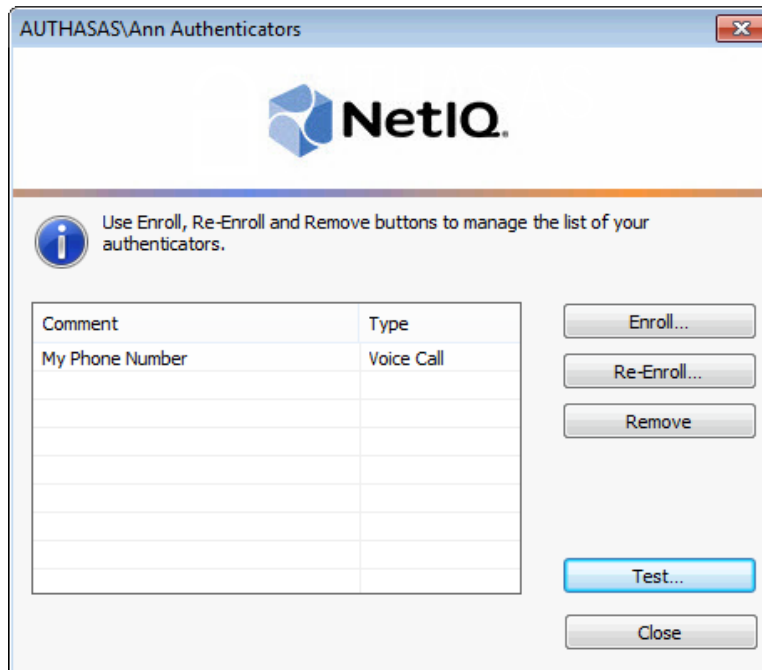 AUTHASAS\Ann Authenticators
NetIQ.
Use Enroll, Re-Enroll and Remove buttons to manage the list of your
authenticators.
Comment Type
My Phone Number Voice Call
Enroll...
Re-Enroll...
Remove
Test...
Close